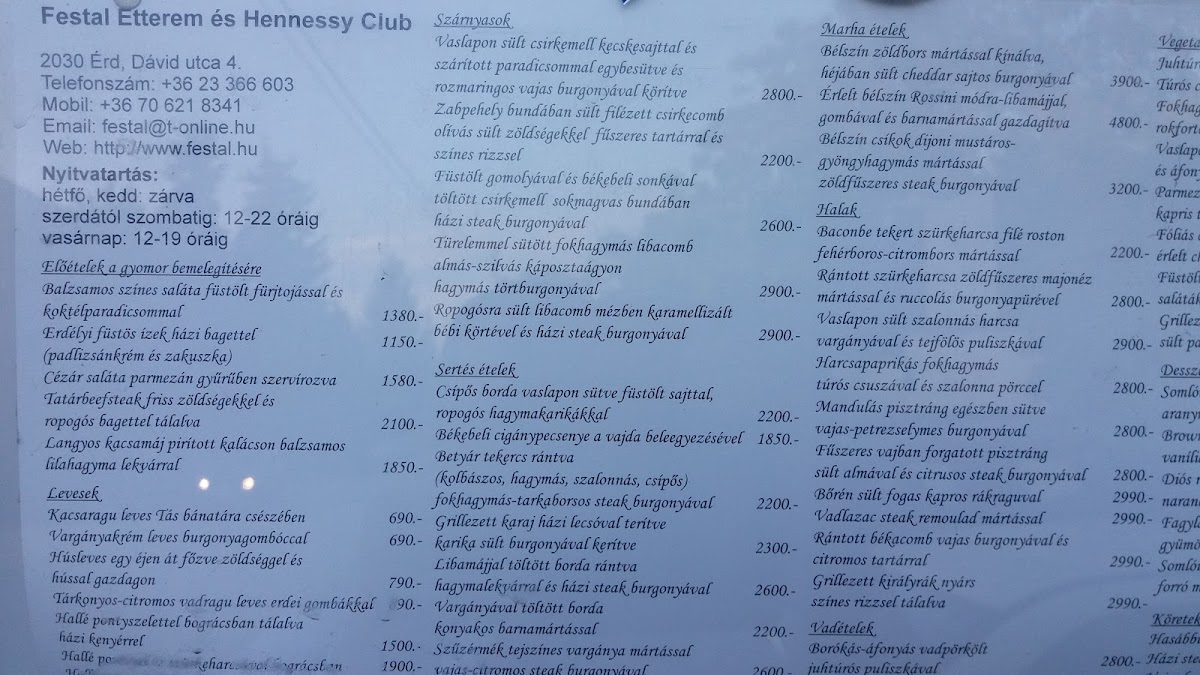 Festal Étterem és Hennessy Club
2030 Érd, Dávid utca 4.
Telefonszám: +36 23 366 603
Mobil: +36 70 621 8341
Email: festal@t-online.hu
Web: http://www.festal.hu
Nyitvatartás:
hétfő, kedd: zárva
szerdától szombatig: 12-22 óráig
vasárnap: 12-19 óráig
Előételek a gyomor bemelegítésére
Balzsamos színes saláta füstölt fürjtojással és
koktélparadicsommal 1380.-
Erdélyi füstös ízek házi bagettel 1150.-
(padlizsánkrém és zakuszka)
Cézár saláta parmezán gyűrűben szervírozva 1580.-
Tatárbeefsteak friss zöldségekkel és
ropogós bagettel tálalva 2100.-
Langyos kacsamáj pirított kalácson balzsamos
lilahagyma lekvárral 1850.-
Levesek
Kacsaragu leves Tás bánatára csészében 690.-
Vargányakrém leves burgonyagombóccal 690.-
Húsleves egy éjen át főzve zöldséggel és
hússal gazdagon 790.-
Tárkonyos-citromos vadragu leves erdei gombákkal 90.-
Hallé pontyszelettel bográcsban tálalva
házi kenyérrel 1500.-
Hallé bográcsban 1900.-
Szárnyasok
Vaslapon sült csirkemell kecskesajttal és
szárított paradicsommal egybesütve és
rozmaringos vajas burgonyával körítve 2800.-
Zabpehely bundában sült filézett csirkecomb
olívás sült zöldségekkel fűszeres tartárral és
színes rizzsel 2200.-
Füstölt gomolyával és békebeli sonkával
töltött csirkemell sokmagvas bundában
házi steak burgonyával 2600.-
Türelemmel sütött fokhagymás libacomb
almás-szilvás káposztaágyon
hagymás törtburgonyával 2900.-
Ropogósra sült libacomb mézben karamellizált
bébi körtével és házi steak burgonyával 2900.-
Sertés ételek
Csípős borda vaslapon sütve füstölt sajttal,
ropogós hagymakarikákkal 2200.-
Békebeli cigánypecsenye a vajda beleegyezésével 1850.-
Betyár tekercs rántva
(kolbászos, hagymás, szalonnás, csípős)
fokhagymás-tarkaborsos steak burgonyával 2200.-
Grillezett karaj házi lecsóval terítve
karika sült burgonyával kerítve 2300.-
Libamájjal töltött borda rántva
hagymalekvárral és házi steak burgonyával 2600.-
Vargányával töltött borda
konyakos barnamártással 2200.-
Szűzérmék tejszínes vargánya mártással
vajas-citromos steak burgonyával 2600.-
Marha ételek
Bélszín zöldbors mártással kínálva,
héjában sült cheddar sajtos burgonyával 3900.-
Érlelt bélszín Rossini módra-libamájjal,
gombával és barnamártással gazdagítva 4800.-
Bélszín csíkok dijoni mustáros-
gyöngyhagymás mártással
zöldfűszeres steak burgonyával 3200.-
Halak
Baconbe tekert szürkeharcsa filé roston
fehérboros-citrombors mártással 2200.-
Rántott szürkeharcsa zöldfűszeres majonéz
mártással és ruccolás burgonyapürével 2800.-
Vaslapon sült szalonnás harcsa
vargányával és tejfölös puliszkával 2900.-
Harcsapaprikás fokhagymás
túrós csuszával és szalonna pörccel 2800.-
Mandulás pisztráng egészben sütve
vajas-petrezselymes burgonyával 2800.-
Fűszeres vajban forgatott pisztráng
sült almával és citrusos steak burgonyával 2800.-
Bőrén sült fogas kapros rákraguval 2990.-
Vadlazac steak remoulad mártással 2990.-
Rántott békacomb vajas burgonyával és
citromos tartárral 2990.-
Grillezett királyrák nyárs
színes rizzsel tálalva 2990.-
Vadételek
Borókás-áfonyás vadpörkölt
juhtúrós puliszkával 2800.-
Vegeta
Juhtúr
Túrós c
Fokhag
rokfort
Vaslapo
és áfony
Parmez
kapris t
Fóliás
érlelt c
Füstöl
saláták
Grillez
sült pa
Dessz
Somló
arany
Brown
vanili
Diós
naran
Fagyla
gyümö
Somló
forró m
Köretek
Hasább
Házi ste